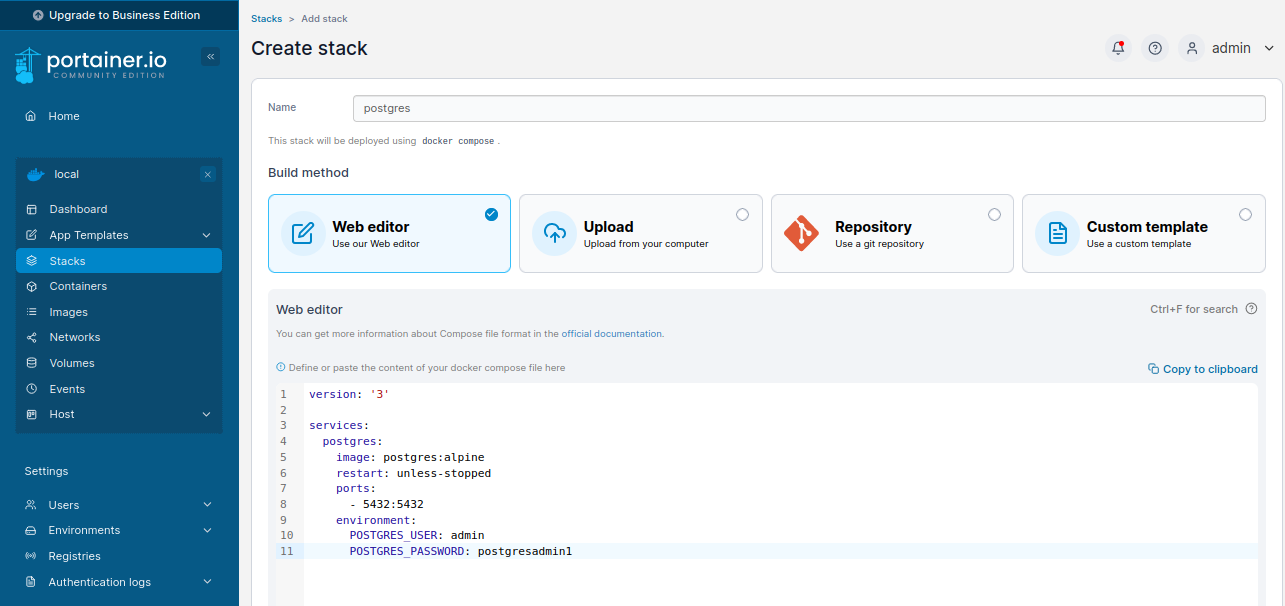 Upgrade to Business Edition
portainer.io
COMMUNITY EDITION
Home
local
Dashboard
App Templates
Stacks
Containers
Images
Networks
Volumes
Events
Host
Settings
Users
Environments
Registries
Authentication logs
Stacks > Add stack
Create stack
admin
Name
postgres
This stack will be deployed using docker compose .
Build method
Web editor
Use our Web editor
Upload
Upload from your computer
Repository
Use a git repository
Custom template
Use a custom template
Web editor
Ctrl+F for search
You can get more information about Compose file format in the official documentation.
Define or paste the content of your docker compose file here
Copy to clipboard
1 version: '3'
2
3 services:
4   postgres:
5     image: postgres:alpine
6     restart: unless-stopped
7     ports:
8       - 5432:5432
9     environment:
10       POSTGRES_USER: admin
11       POSTGRES_PASSWORD: postgresadmin1